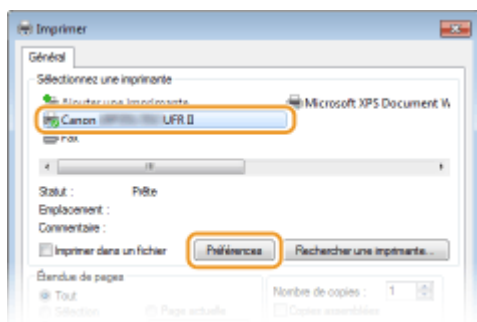 Imprimer
Général
Sélectionnez une imprimante
Ajouter une imprimante
Microsoft XPS Document W
Canon UFR II
Fax
Statut : Prête
Emplacement :
Commentaire :
Imprimer dans un fichier
Préférences
Rechercher une imprimante...
Étendue de pages
Tout
Nombre de copies : 1
Sélection
Page actuelle
Copies assemblées